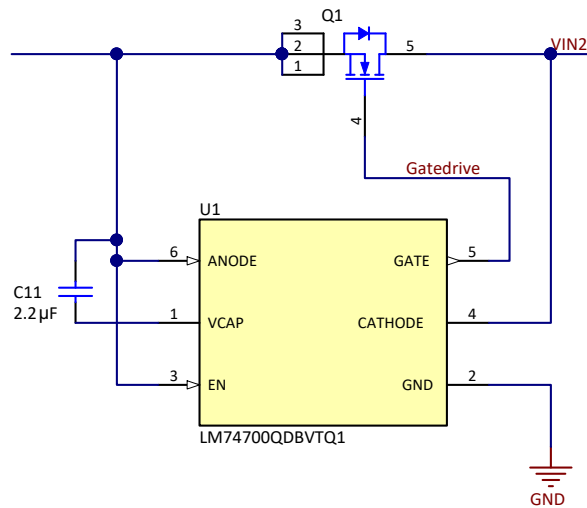 Q1
3
2
1
5
VIN2
4
Gatedrive
U1
6
ANODE
GATE
5
C11
2.2µF
1
VCAP
CATHODE
4
3
EN
GND
2
LM74700QDBVTQ1
GND